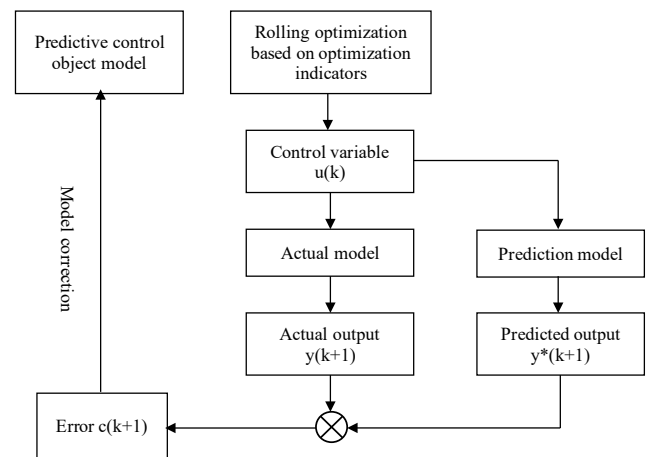 Predictive control
object model
Rolling optimization
based on optimization
indicators
Control variable
u(k)
Model correction
Actual model
Prediction model
Actual output
y(k+1)
Predicted output
y*(k+1)
Error c(k+1)